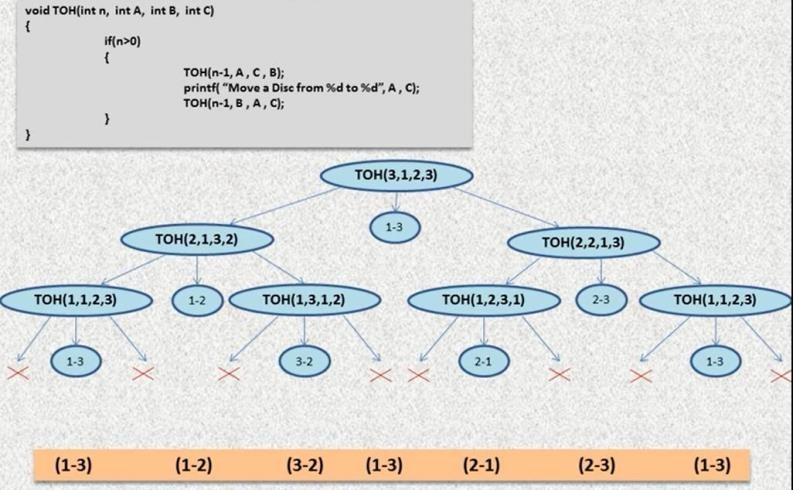 void TOH(int n, int A, int B, int C)
{
if(n>0)
{
TOH(n-1, A , C , B);
printf( “Move a Disc from %d to %d”, A , C);
TOH(n-1, B , A , C);
}
}
TOH(3,1,2,3)
TOH(2,1,3,2)
1-3
TOH(2,2,1,3)
TOH(1,1,2,3)
1-2
TOH(1,3,1,2)
TOH(1,2,3,1)
2-3
TOH(1,1,2,3)
1-3
3-2
2-1
1-3
(1-3) (1-2) (3-2) (1-3) (2-1) (2-3) (1-3)